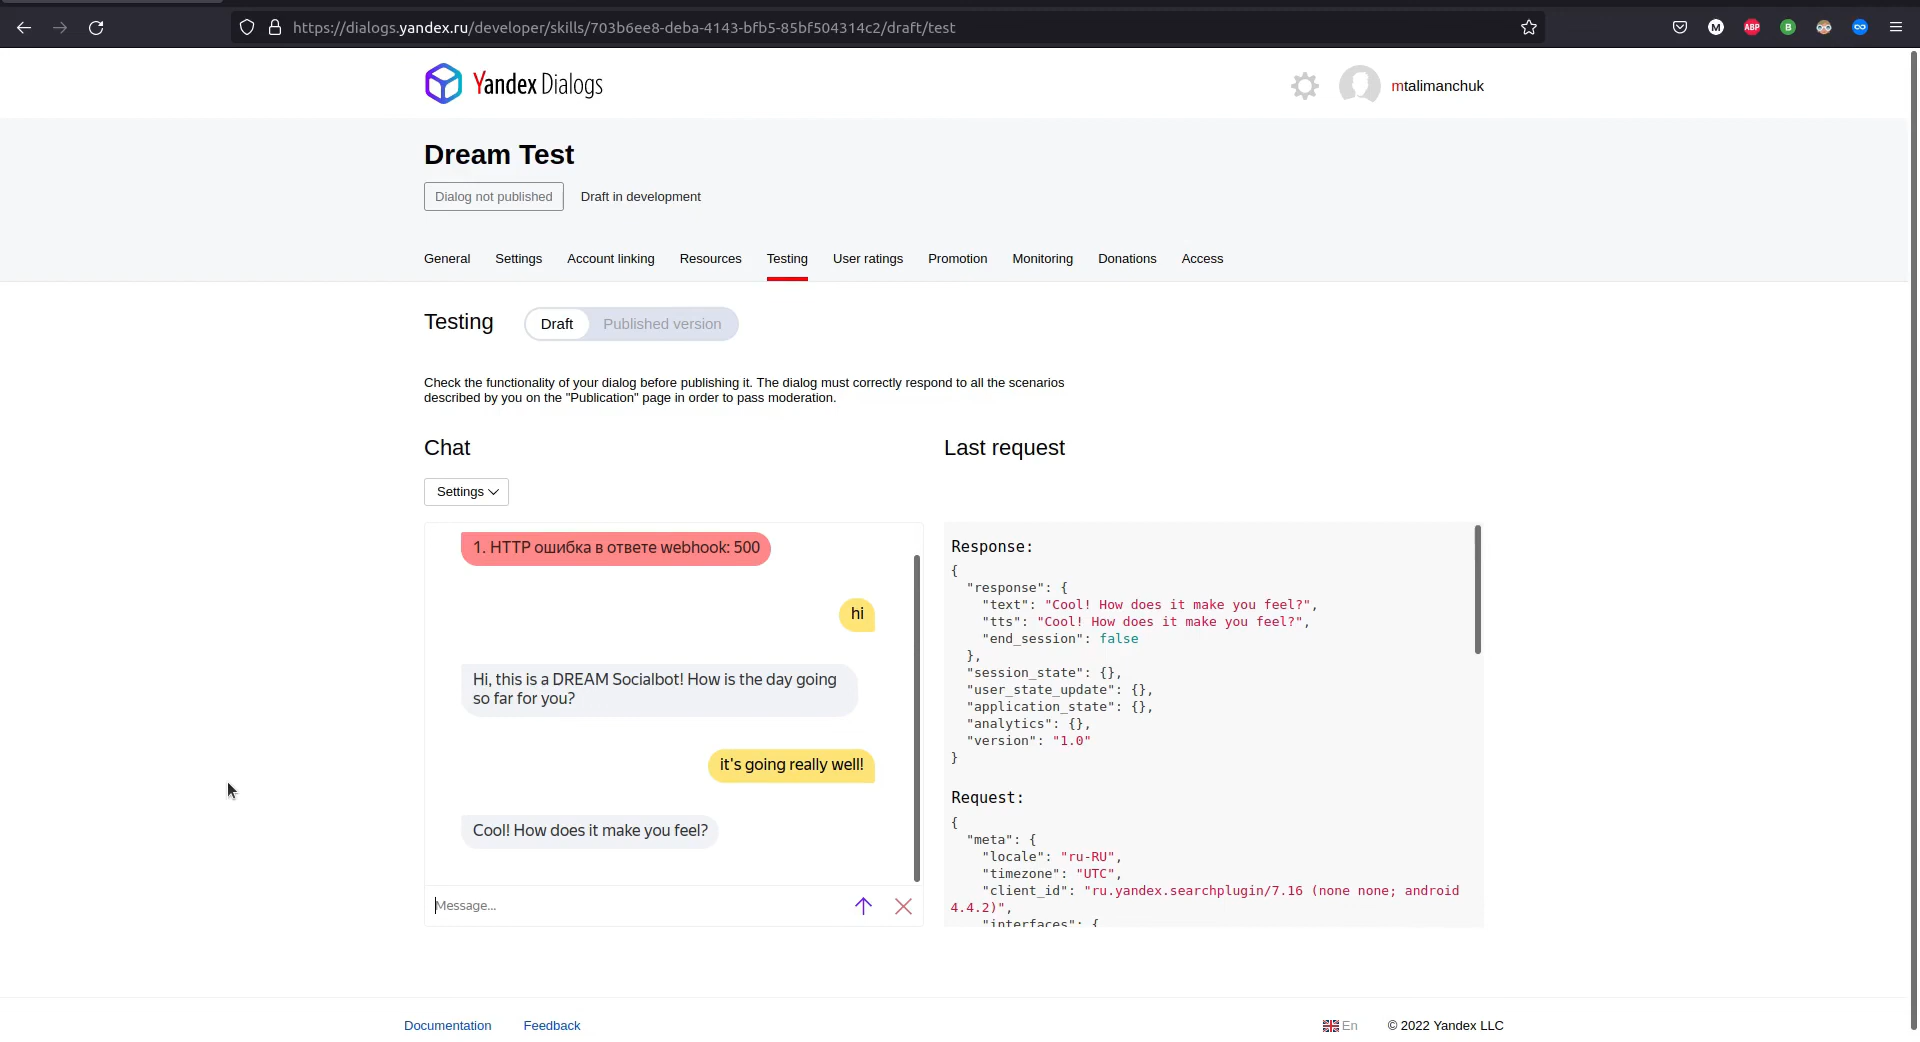 https://dialogs.yandex.ru/developer/skills/703b6ee8-deba-4143-bfb5-85bf504314c2/draft/test
M
ABP
B
Yandex Dialogs
mtalimanchuk
Dream Test
Dialog not published
Draft in development
General
Settings
Account linking
Resources
Testing
User ratings
Promotion
Monitoring
Donations
Access
Testing
Draft
Published version
Check the functionality of your dialog before publishing it. The dialog must correctly respond to all the scenarios
described by you on the "Publication" page in order to pass moderation.
Chat
Settings
1. HTTP ошибка в ответе webhook: 500
hi
Hi, this is a DREAM Socialbot! How is the day going
so far for you?
it's going really well!
Cool! How does it make you feel?
Message...
Last request
Response:
{
"response": {
"text": "Cool! How does it make you feel?",
"tts": "Cool! How does it make you feel?",
"end_session": false
},
"session_state": {},
"user_state_update": {},
"application_state": {},
"analytics": {},
"version": "1.0"
}
Request:
{
"meta": {
"locale": "ru-RU",
"timezone": "UTC",
"client_id": "ru.yandex.searchplugin/7.16 (none none; android
4.4.2)",
"interfaces": {
Documentation
Feedback
En
© 2022 Yandex LLC